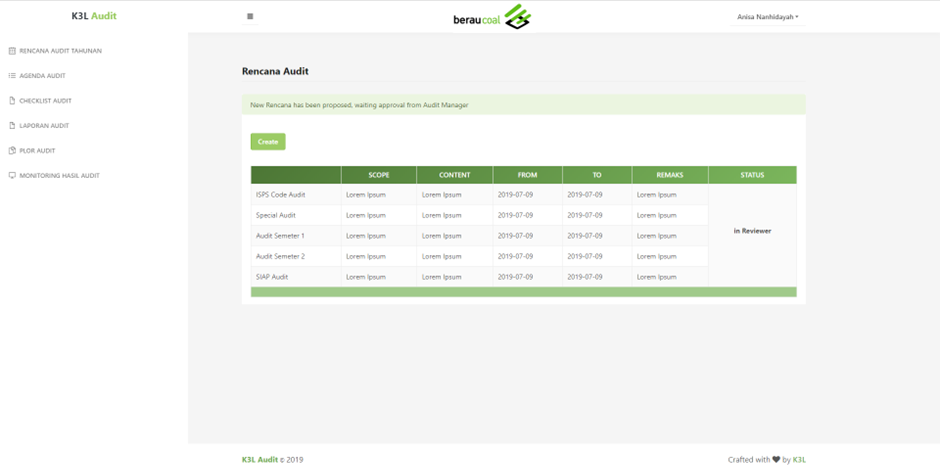 K3L Audit
beraucoal
Anisa Nanhidayah
RENCANA AUDIT TAHUNAN
AGENDA AUDIT
CHECKLIST AUDIT
LAPORAN AUDIT
PLOR AUDIT
MONITORING HASIL AUDIT
Rencana Audit
New Rencana has been proposed, waiting approval from Audit Manager
Create
SCOPE CONTENT FROM TO REMAKS STATUS
ISPS Code Audit Lorem Ipsum Lorem Ipsum 2019-07-09 2019-07-09 Lorem Ipsum
Special Audit Lorem Ipsum Lorem Ipsum 2019-07-09 2019-07-09 Lorem Ipsum
Audit Semeter 1 Lorem Ipsum Lorem Ipsum 2019-07-09 2019-07-09 Lorem Ipsum
in Reviewer
Audit Semeter 2 Lorem Ipsum Lorem Ipsum 2019-07-09 2019-07-09 Lorem Ipsum
SIAP Audit Lorem Ipsum Lorem Ipsum 2019-07-09 2019-07-09 Lorem Ipsum
K3L Audit © 2019
Crafted with ♥ by K3L